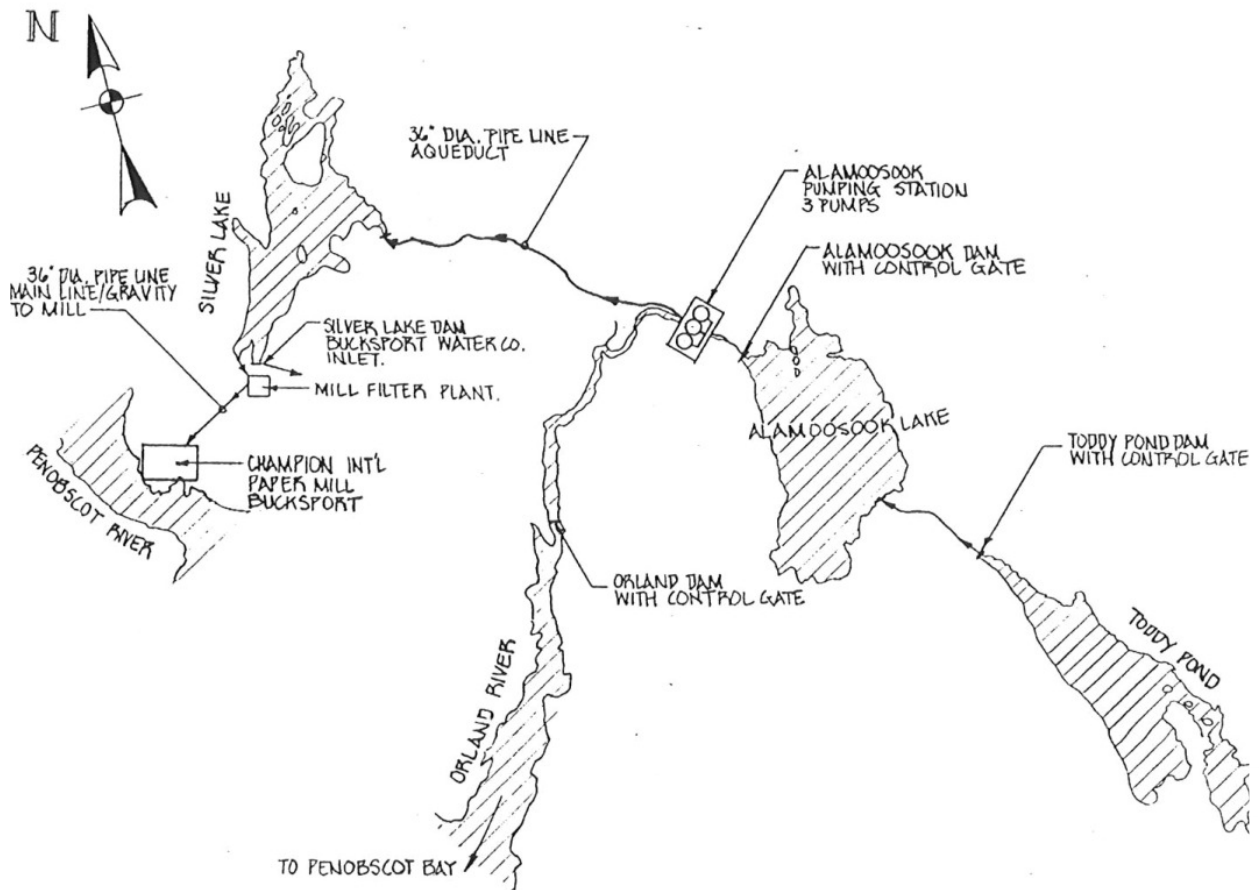 N
36" DIA. PIPE LINE
AQUEDUCT
ALAMOOSOOK
PUMPING STATION
3 PUMPS
ALAMOOSOOK DAM
WITH CONTROL GATE
SILVER LAKE
36" DIA. PIPE LINE
MAIN LINE/GRAVITY
TO MILL
SILVER LAKE DAM
BUCKSPORT WATER CO.
INLET.
MILL FILTER PLANT.
CHAMPION INT'L
PAPER MILL
BUCKSPORT
PENOBSCOT RIVER
ALAMOOSOOK LAKE
TODDY POND DAM
WITH CONTROL GATE
ORLAND DAM
WITH CONTROL GATE
TODDY POND
ORLAND RIVER
TO PENOBSCOT BAY